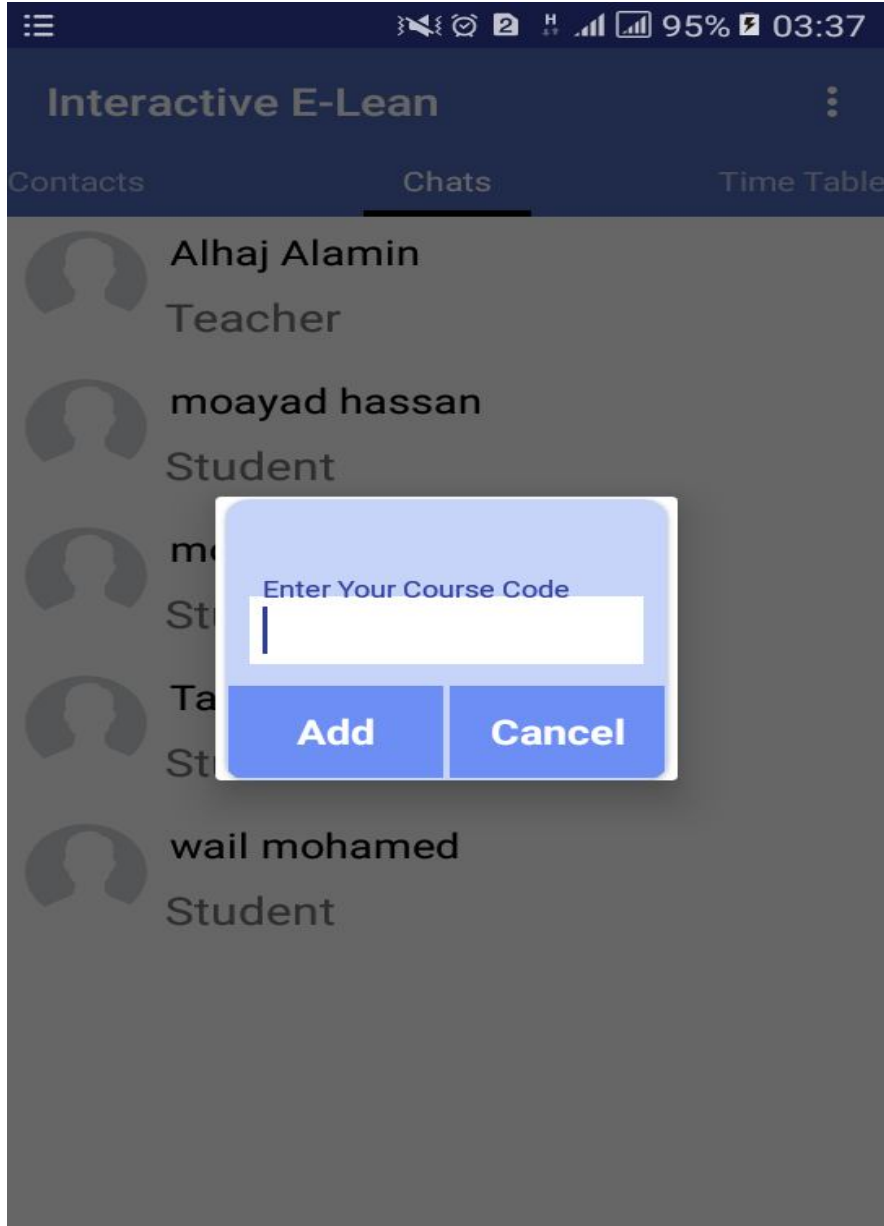 2 H 95% 03:37
Interactive E-Lean
Contacts Chats Time Table
Alhaj Alamin
Teacher
moayad hassan
Student
Enter Your Course Code
Add Cancel
wail mohamed
Student